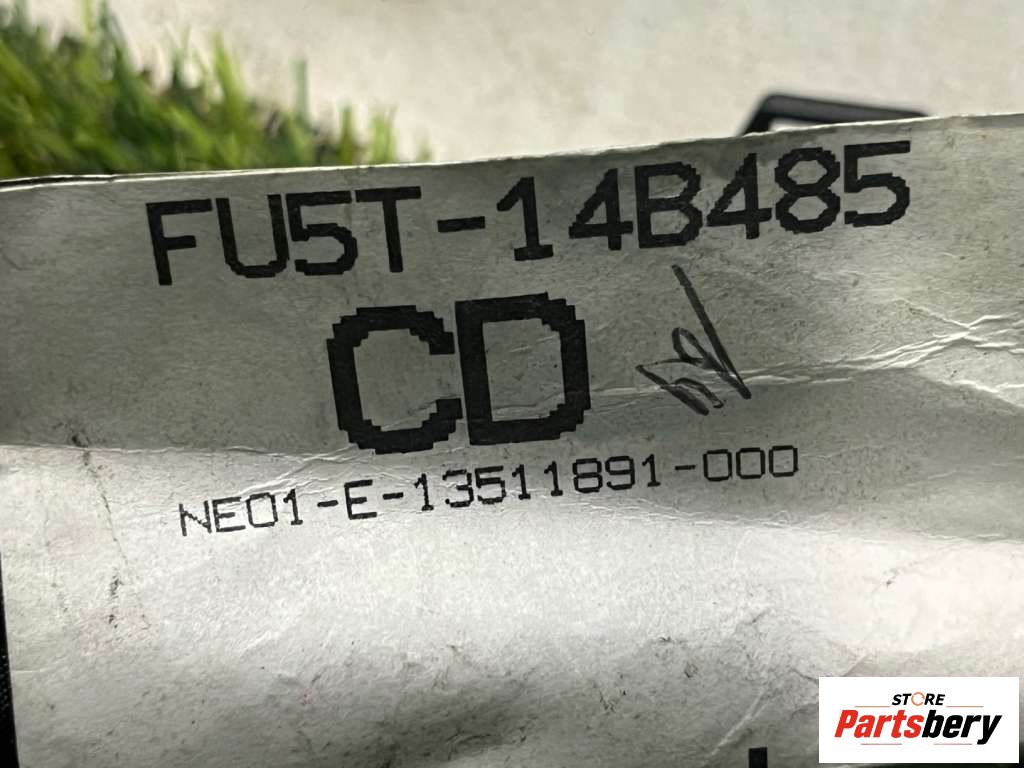 FU5T-14B485
CD
NE01-E-13511891-000
STORE
Partsbery